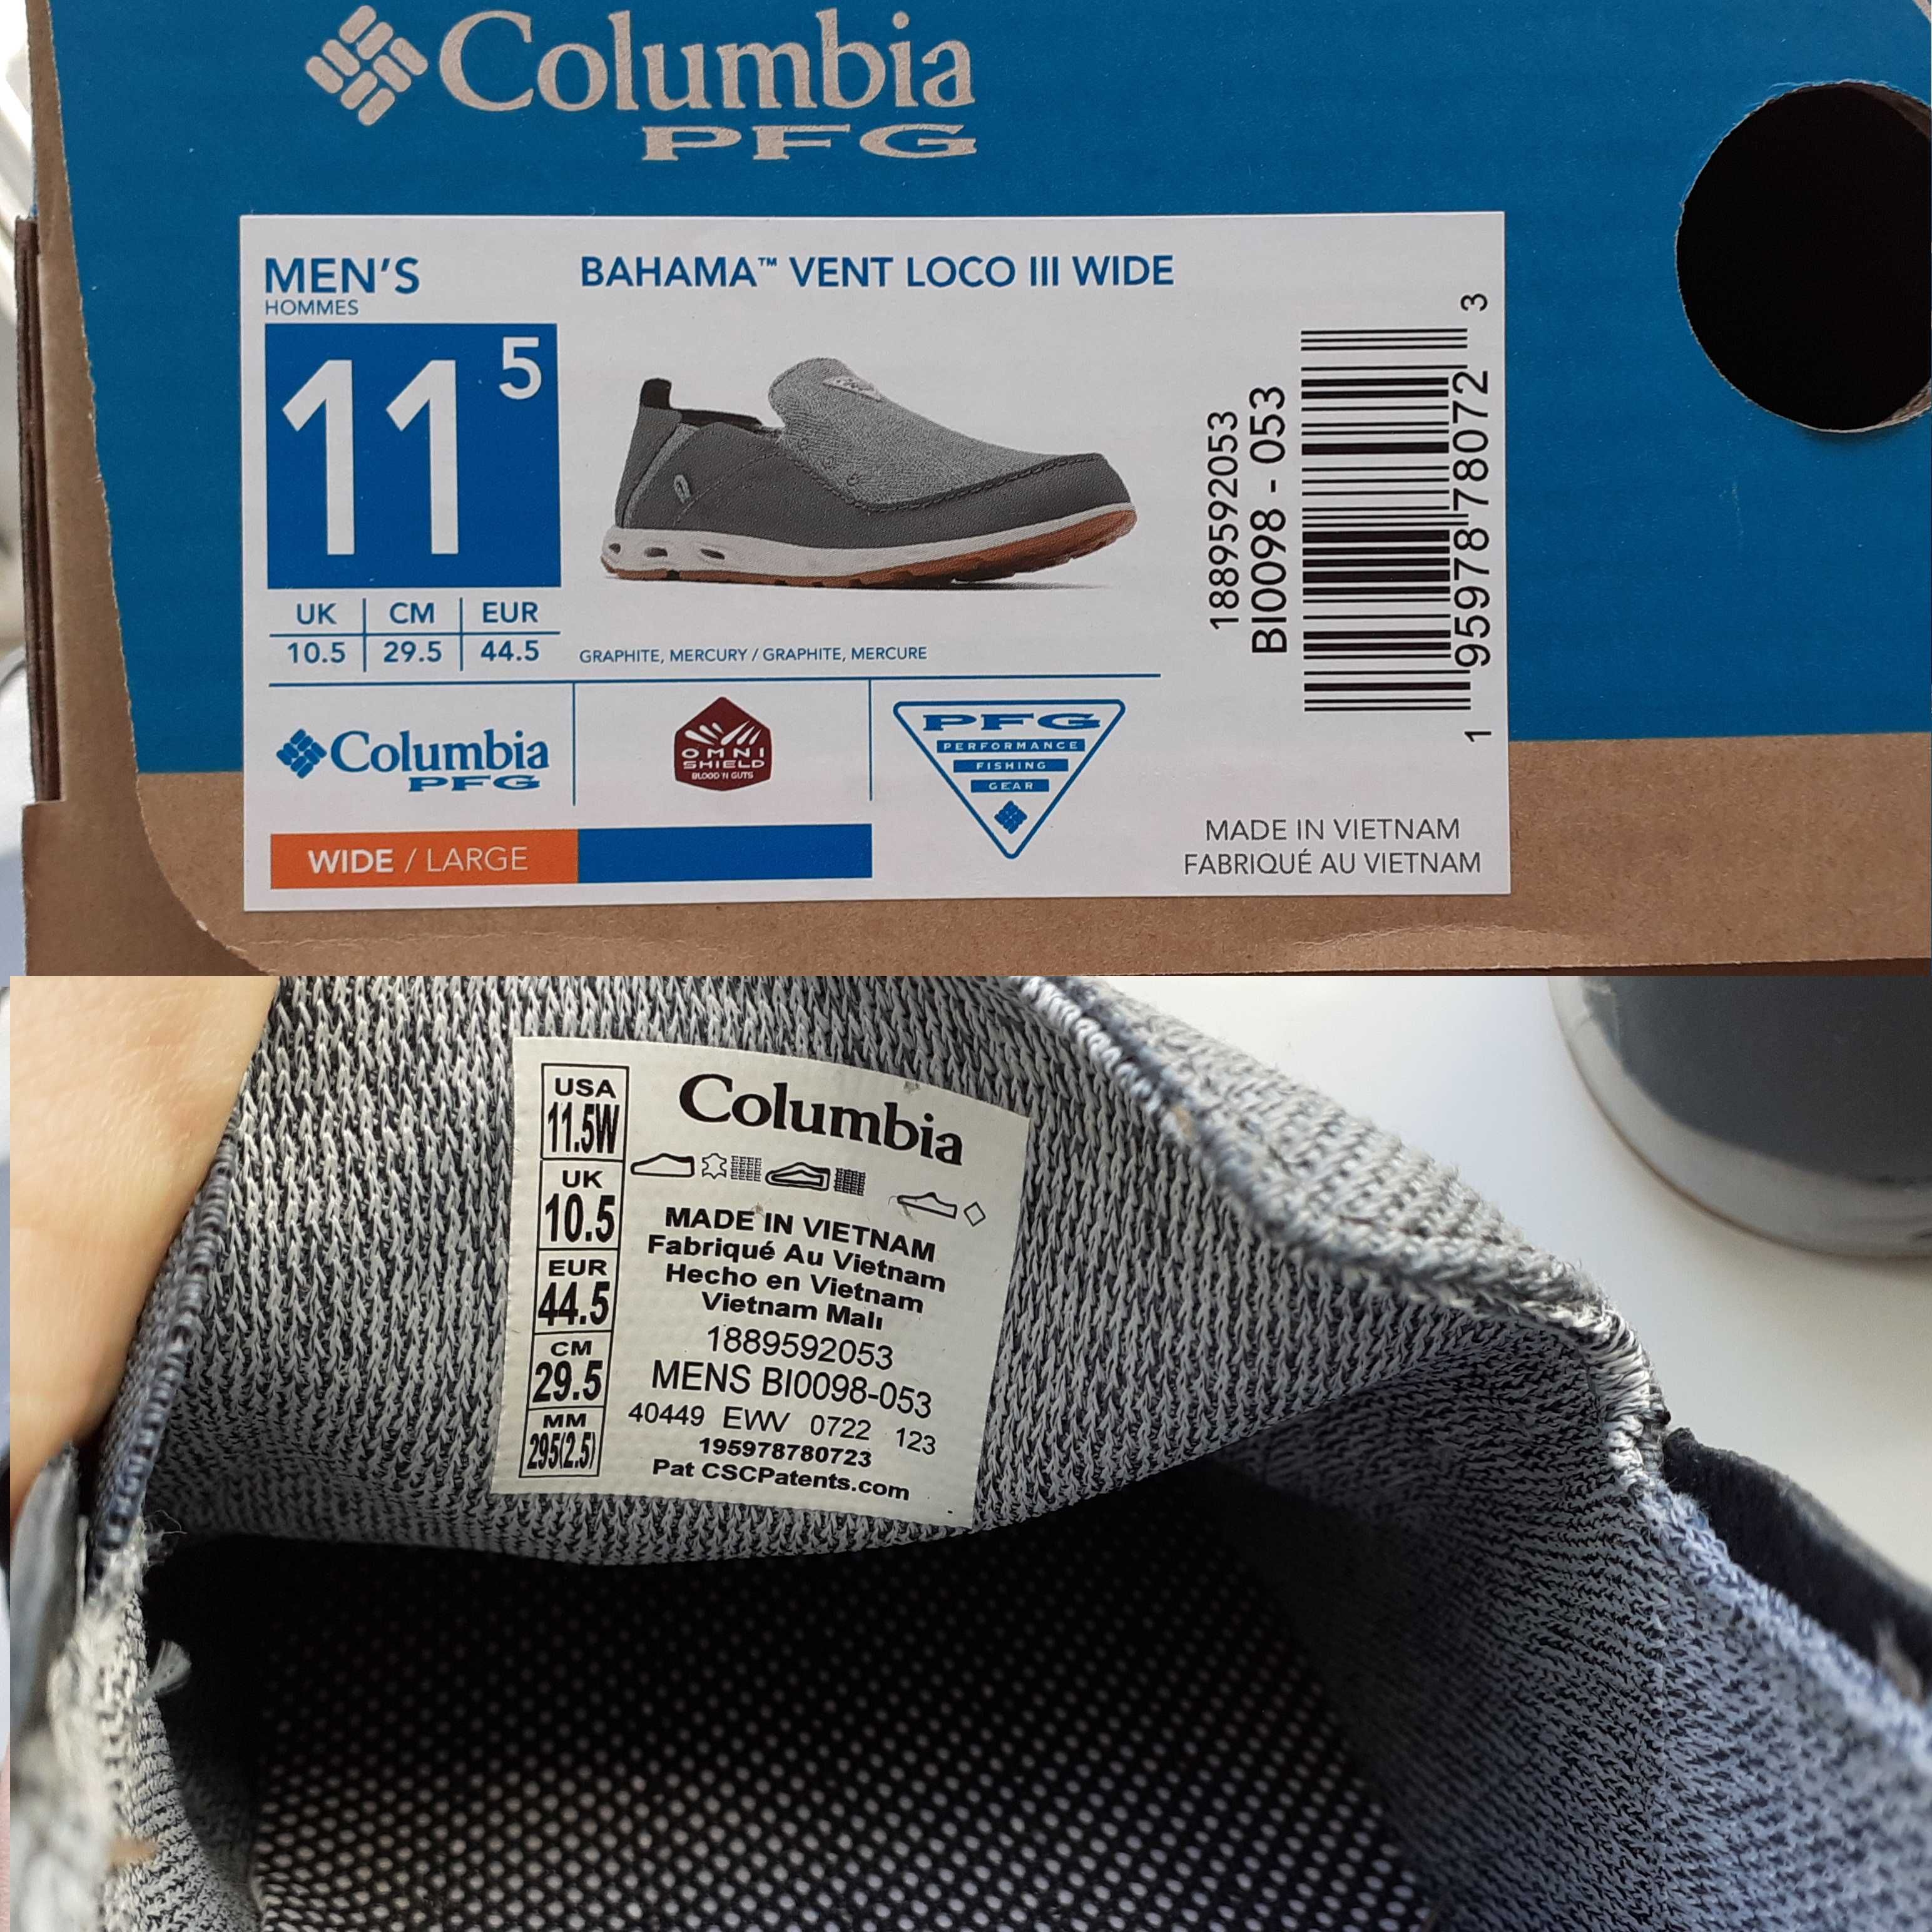 Columbia
PFG
MEN'S
HOMMES
BAHAMA™ VENT LOCO III WIDE
11 5
UK CM EUR
10.5 29.5 44.5
GRAPHITE, MERCURY / GRAPHITE, MERCURE
Columbia
PFG
OMNI
SHIELD
BLOOD 'N GUTS
PFG
PERFORMANCE
FISHING
GEAR
WIDE / LARGE
1889592053
BI0098 - 053
1 95978 78072 3
MADE IN VIETNAM
FABRIQUÉ AU VIETNAM
USA
11.5W
UK
10.5
EUR
44.5
CM
29.5
MM
295(2.5)
Columbia
MADE IN VIETNAM
Fabriqué Au Vietnam
Hecho en Vietnam
Vietnam Malı
1889592053
MENS BI0098-053
40449 EWV 0722 123
195978780723
Pat CSCPatents.com